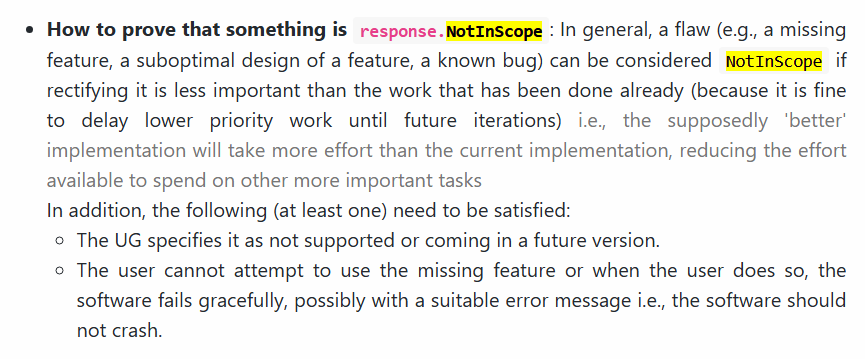 • How to prove that something is response.NotInScope : In general, a flaw (e.g., a missing
feature, a suboptimal design of a feature, a known bug) can be considered NotInScope if
rectifying it is less important than the work that has been done already (because it is fine
to delay lower priority work until future iterations) i.e., the supposedly 'better'
implementation will take more effort than the current implementation, reducing the effort
available to spend on other more important tasks
In addition, the following (at least one) need to be satisfied:
◦ The UG specifies it as not supported or coming in a future version.
◦ The user cannot attempt to use the missing feature or when the user does so, the
software fails gracefully, possibly with a suitable error message i.e., the software should
not crash.